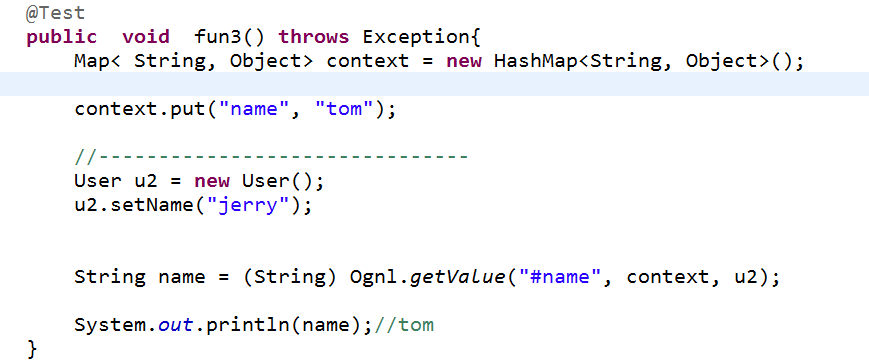 @Test
public  void  fun3() throws Exception{
    Map< String, Object> context = new HashMap<String, Object>();
    context.put("name", "tom");
    //-------------------------------
    User u2 = new User();
    u2.setName("jerry");
    String name = (String) Ognl.getValue("#name", context, u2);
    System.out.println(name);//tom
}